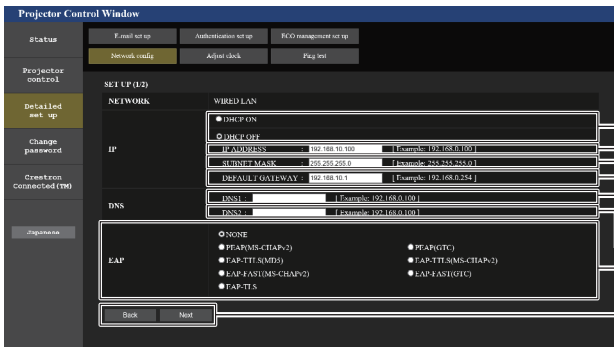 Projector Control Window
Status
Projector control
Detailed set up
Change password
Crestron Connected(TM)
Japanese
E-mail set up
Authentication set up
ECO management set up
Network config
Adjust clock
Ping test
SET UP (1/2)
NETWORK WIRED LAN
IP
DHCP ON
DHCP OFF
IP ADDRESS : 192.168.10.100 [ Example: 192.168.0.100 ]
SUBNET MASK : 255.255.255.0 [ Example: 255.255.255.0 ]
DEFAULT GATEWAY : 192.168.10.1 [ Example: 192.168.0.254 ]
DNS
DNS1 : [ Example: 192.168.0.100 ]
DNS2 : [ Example: 192.168.0.100 ]
EAP
NONE
PEAP(MS-CHAPv2) PEAP(GTC)
EAP-TTLS(MD5) EAP-TTLS(MS-CHAPv2)
EAP-FAST(MS-CHAPv2) EAP-FAST(GTC)
EAP-TLS
Back Next